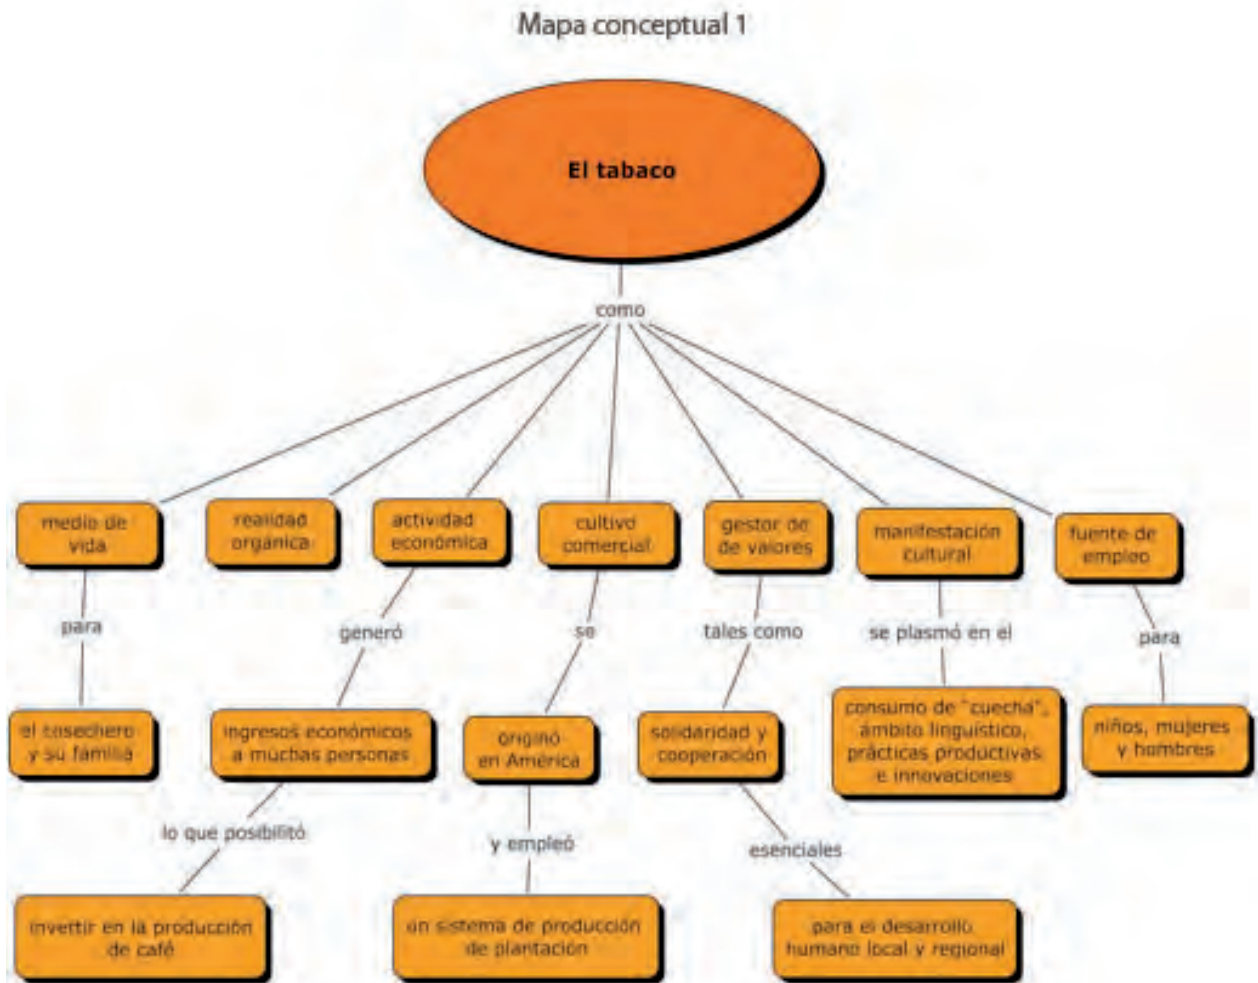 Mapa conceptual 1
El tabaco
como
medio de
vida
realidad
orgánica
actividad
económica
cultivo
comercial
gestor de
de valores
manifestación
cultural
fuente de
empleo
para
generó
se
tales como
se plasmó en el
para
el cosechero
y su familia
ingresos económicos
a muchas personas
originó
en América
solidaridad y
cooperación
consumo de "cuecha",
ámbito linguístico,
prácticas productivas
e innovaciones
niños, mujeres
y hombres
lo que posibilitó
y empleó
esenciales
invertir en la producción
de café
un sistema de producción
de plantación
para el desarrollo
humano local y regional